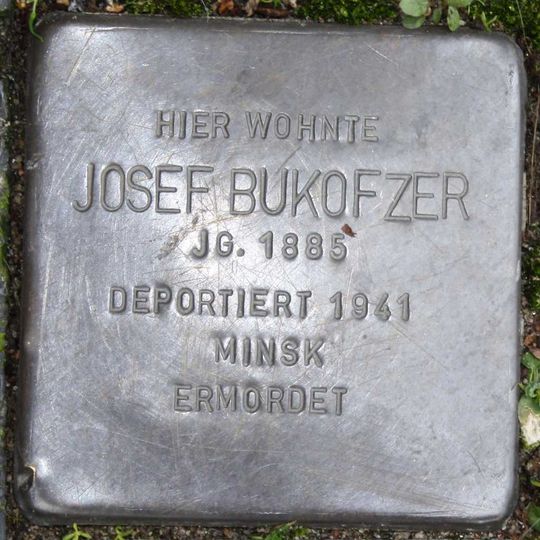 HIER WOHNTE
JOSEF BUKOFZER
JG. 1885
DEPORTIERT 1941
MINSK
ERMORDET